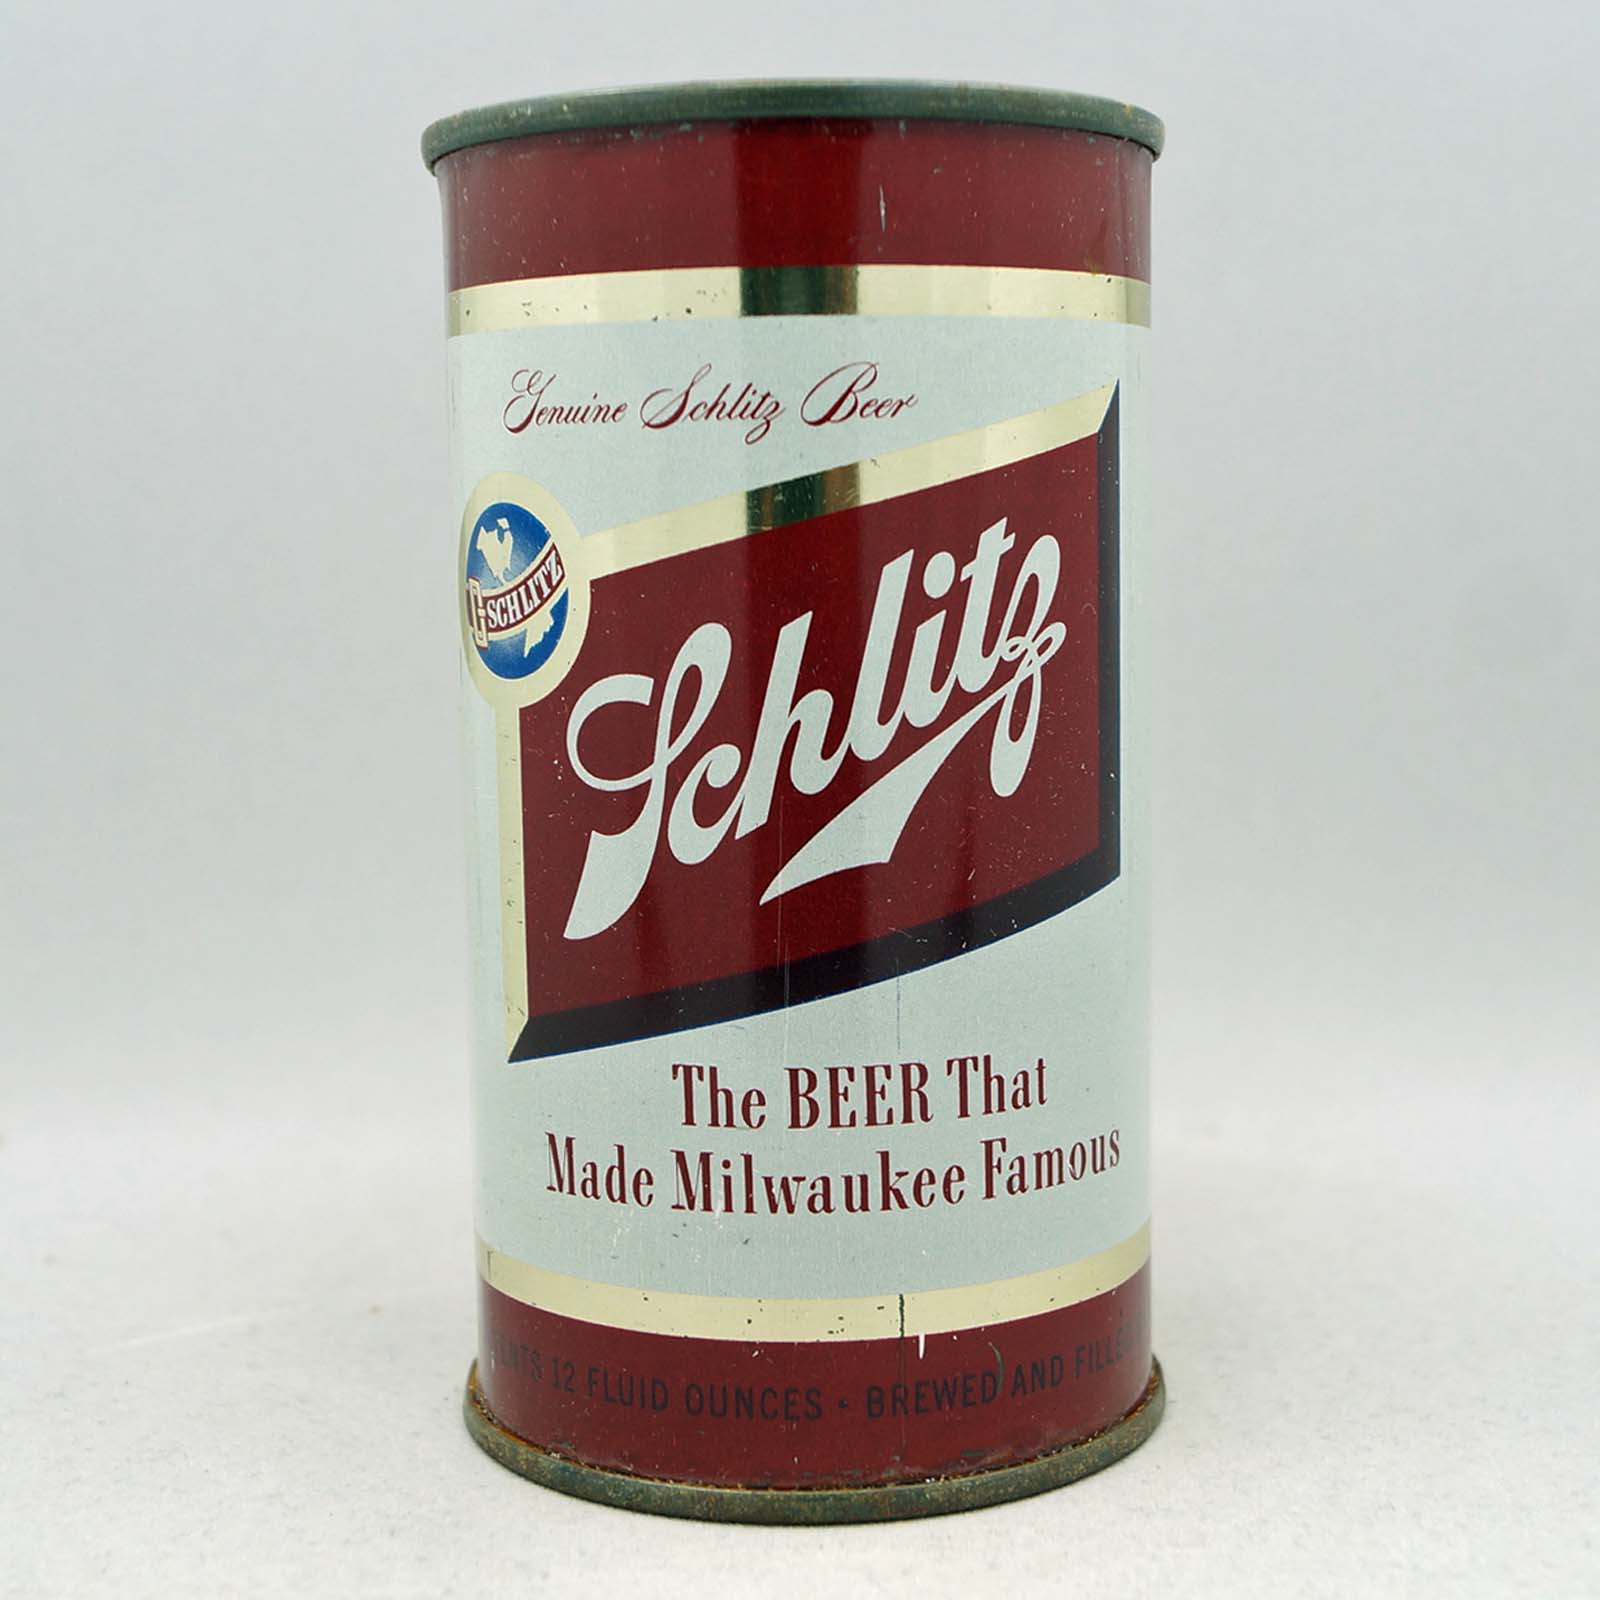 Genuine Schlitz Beer
SCHLITZ
Schlitz
The BEER That
Made Milwaukee Famous
12 FLUID OUNCES • BREWED AND